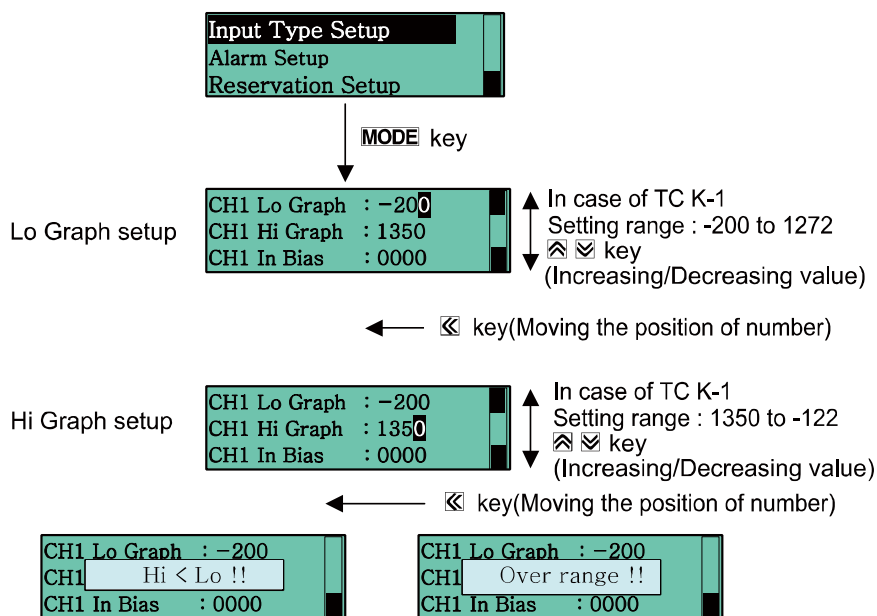 Input Type Setup
Alarm Setup
Reservation Setup
MODE key
Lo Graph setup
CH1 Lo Graph : -200
CH1 Hi Graph : 1350
CH1 In Bias : 0000
In case of TC K-1
Setting range : -200 to 1272
key
(Increasing/Decreasing value)
key(Moving the position of number)
Hi Graph setup
CH1 Lo Graph : -200
CH1 Hi Graph : 1350
CH1 In Bias : 0000
In case of TC K-1
Setting range : 1350 to -122
key
(Increasing/Decreasing value)
key(Moving the position of number)
CH1 Lo Graph : -200
CH1
Hi < Lo !!
CH1 In Bias : 0000
CH1 Lo Graph : -200
CH1
Over range !!
CH1 In Bias : 0000